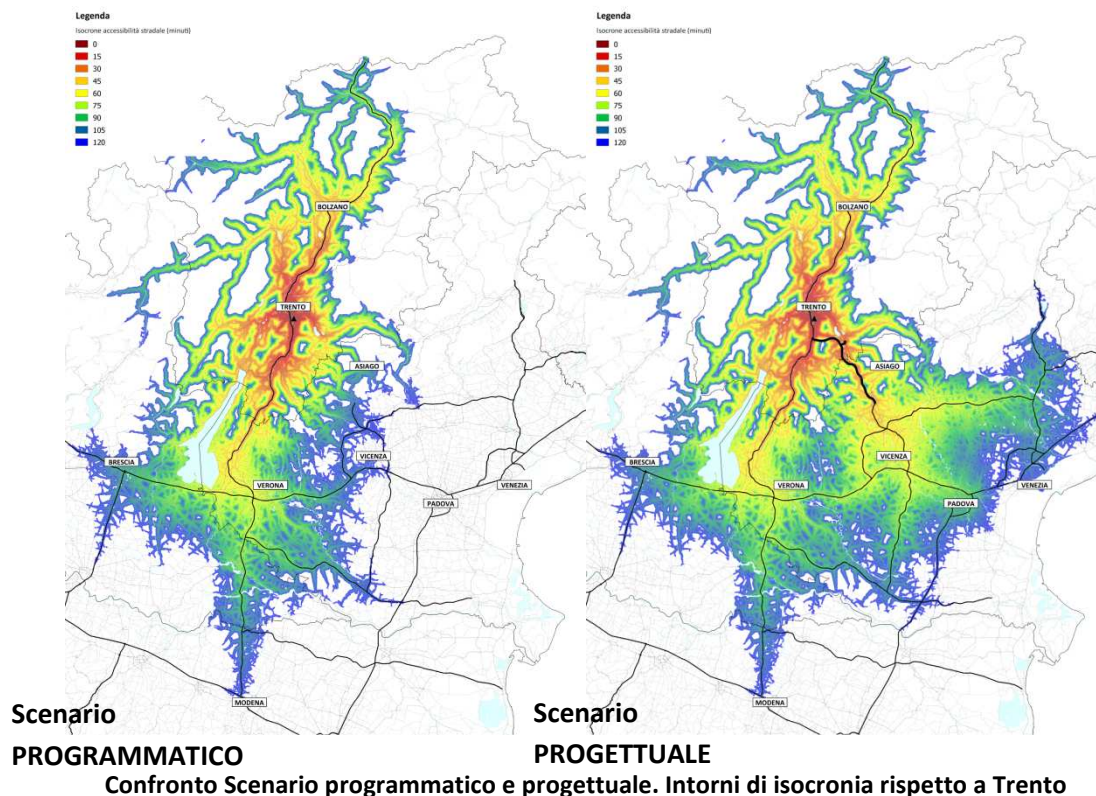 Legenda
Isocrone accessibilità stradale (minuti)
0
15
30
45
60
75
90
105
120
BOLZANO
TRENTO
ASIAGO
BRESCIA
VICENZA
VERONA
VENEZIA
PADOVA
MODENA
Scenario
PROGRAMMATICO
Legenda
Isocrone accessibilità stradale (minuti)
0
15
30
45
60
75
90
105
120
BOLZANO
TRENTO
ASIAGO
BRESCIA
VICENZA
VERONA
VENEZIA
PADOVA
MODENA
Scenario
PROGETTUALE
Confronto Scenario programmatico e progettuale. Intorni di isocronia rispetto a Trento